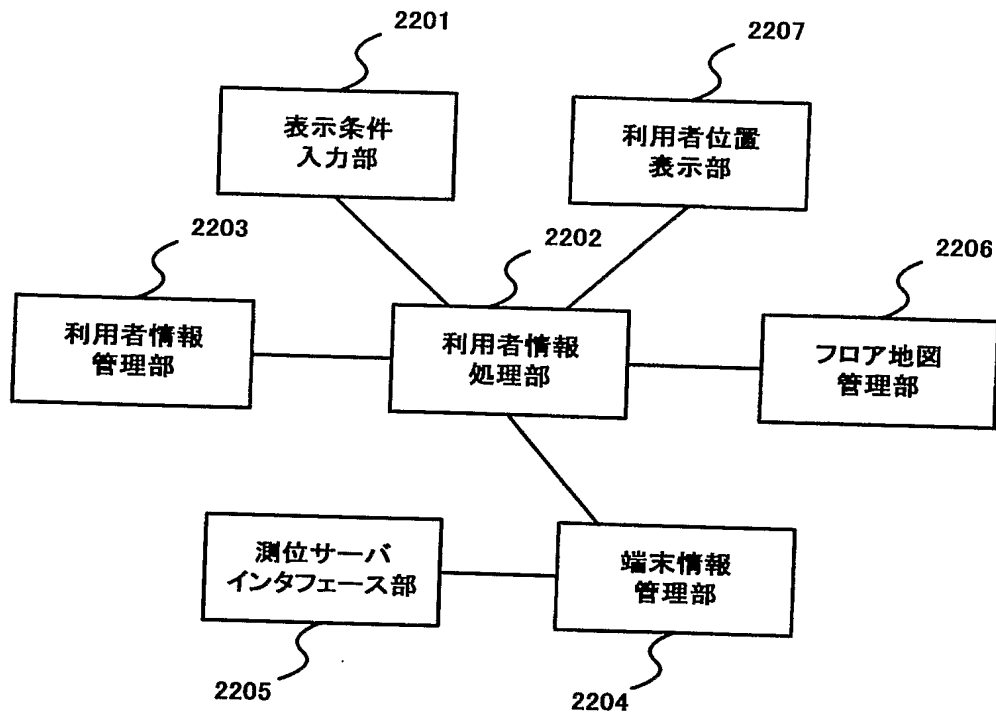 2201
表示条件
入力部
2207
利用者位置
表示部
2203
利用者情報
管理部
2202
利用者情報
処理部
2206
フロア地図
管理部
測位サーバ
インタフェース部
2205
端末情報
管理部
2204